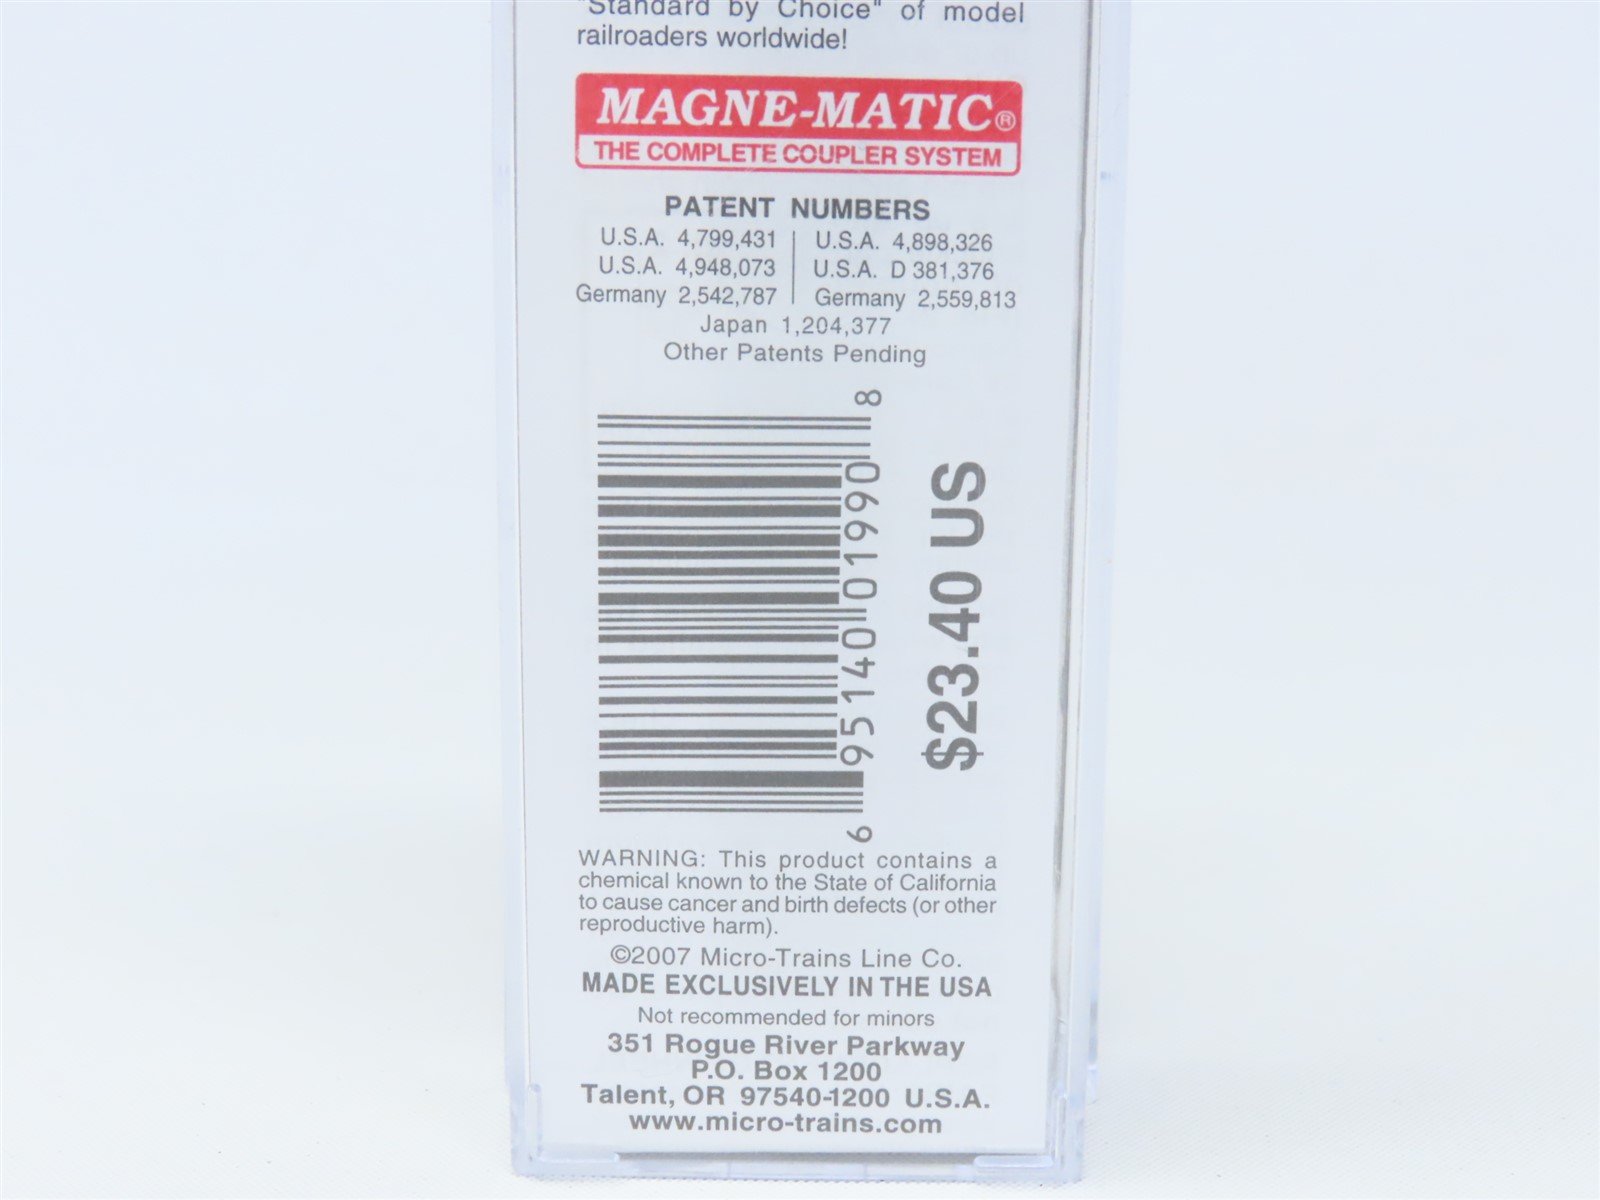 "Standard by Choice" of model
railroaders worldwide!
MAGNE-MATIC®
THE COMPLETE COUPLER SYSTEM
PATENT NUMBERS
U.S.A. 4,799,431 | U.S.A. 4,898,326
U.S.A. 4,948,073 | U.S.A. D 381,376
Germany 2,542,787 | Germany 2,559,813
Japan 1,204,377
Other Patents Pending
6 95140 01990 8
$23.40 US
WARNING: This product contains a
chemical known to the State of California
to cause cancer and birth defects (or other
reproductive harm).
©2007 Micro-Trains Line Co.
MADE EXCLUSIVELY IN THE USA
Not recommended for minors
351 Rogue River Parkway
P.O. Box 1200
Talent, OR 97540-1200 U.S.A.
www.micro-trains.com